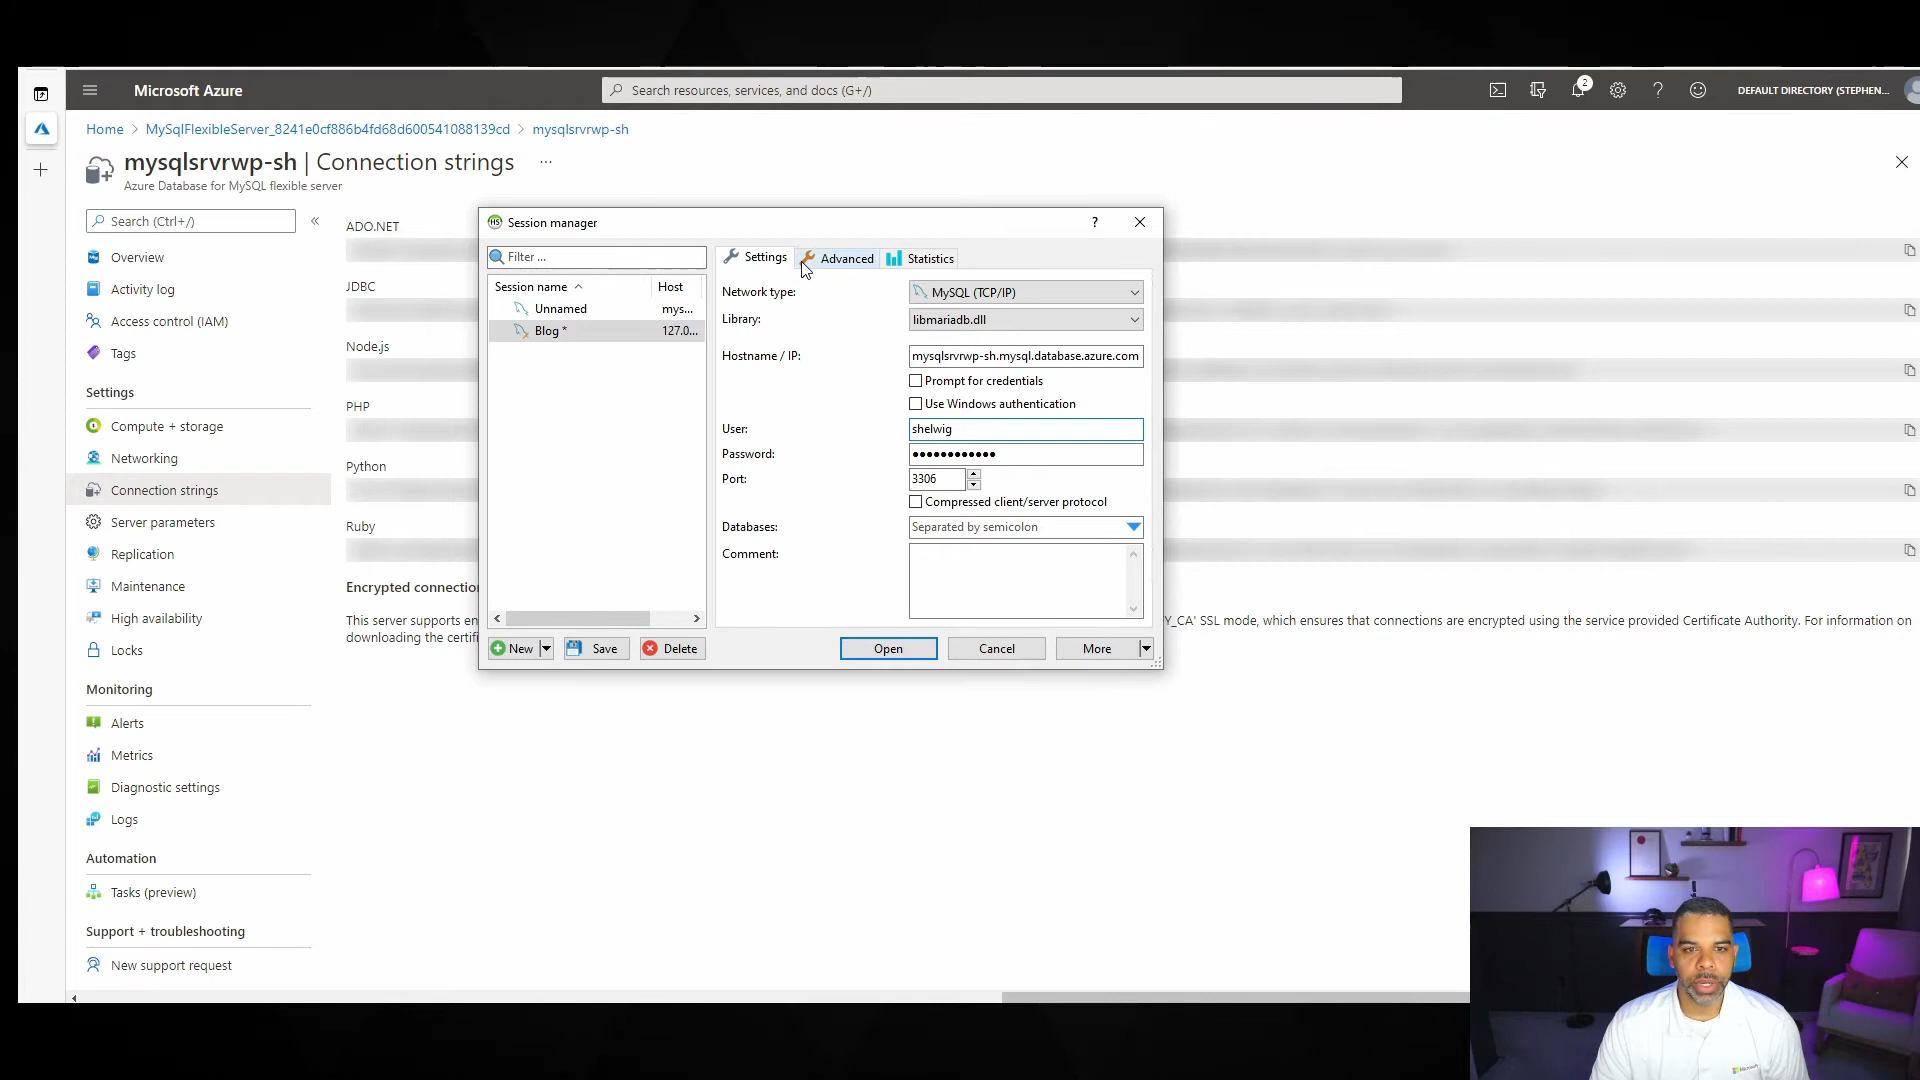 Microsoft Azure
Search resources, services, and docs (G+/)
2
DEFAULT DIRECTORY (STEPHEN...
Home > MySqlFlexibleServer_8241e0cf886b4fd68d600541088139cd > mysqlsrvrwp-sh
mysqlsrvrwp-sh | Connection strings ...
Azure Database for MySQL flexible server
Search (Ctrl+/)
«
Overview
Activity log
Access control (IAM)
Tags
Settings
Compute + storage
Networking
Connection strings
Server parameters
Replication
Maintenance
High availability
Locks
Monitoring
Alerts
Metrics
Diagnostic settings
Logs
Automation
Tasks (preview)
Support + troubleshooting
New support request
ADO.NET
JDBC
Node.js
PHP
Python
Ruby
Encrypted connection
This server supports en
downloading the certifi
Y_CA' SSL mode, which ensures that connections are encrypted using the service provided Certificate Authority. For information on
HS Session manager
?
Filter ...
Session name Host
Unnamed mys...
Blog * 127.0...
New
Save
Delete
Settings
Advanced
Statistics
Network type: MySQL (TCP/IP)
Library: libmariadb.dll
Hostname / IP: mysqlsrvrwp-sh.mysql.database.azure.com
Prompt for credentials
Use Windows authentication
User: shelwig
Password: ●●●●●●●●●●●●
Port: 3306
Compressed client/server protocol
Databases: Separated by semicolon
Comment:
Open
Cancel
More
Microsoft